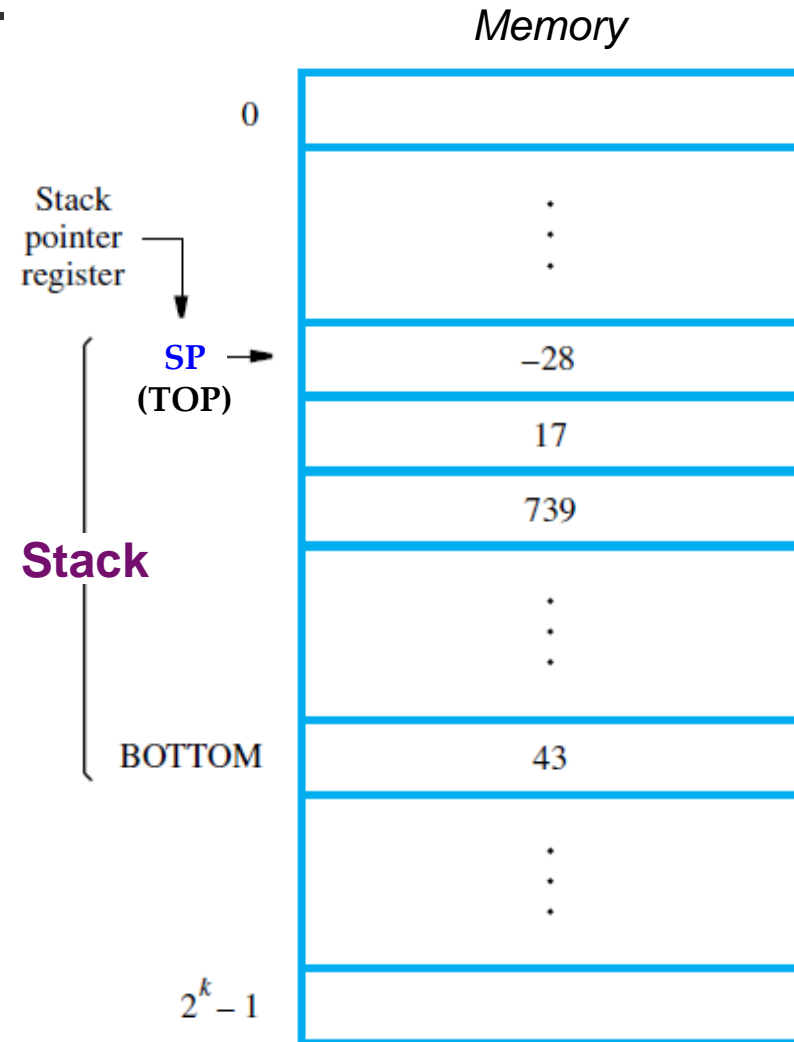 Memory
0
Stack
pointer
register
SP
(TOP)
−28
17
739
Stack
BOTTOM
43
2^k − 1